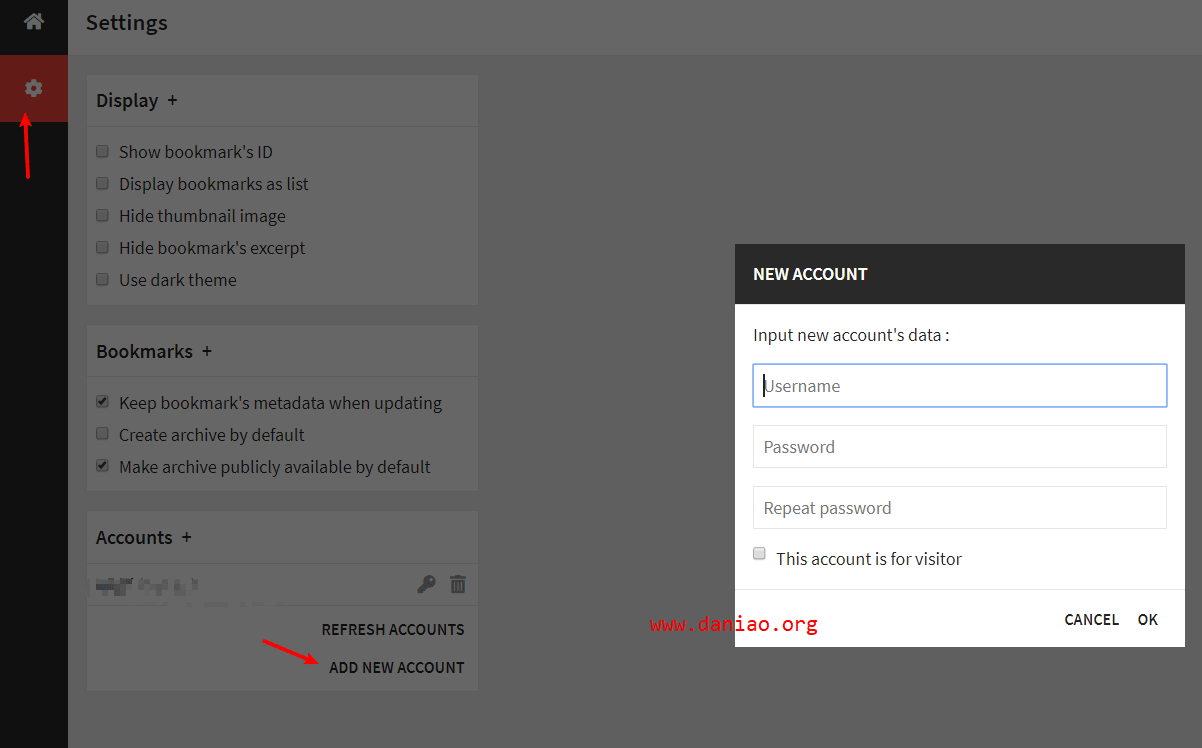 Settings
Display +
Show bookmark's ID
Display bookmarks as list
Hide thumbnail image
Hide bookmark's excerpt
Use dark theme
Bookmarks +
Keep bookmark's metadata when updating
Create archive by default
Make archive publicly available by default
Accounts +
REFRESH ACCOUNTS
ADD NEW ACCOUNT
NEW ACCOUNT
Input new account's data :
Username
Password
Repeat password
This account is for visitor
www.daniao.org
CANCEL OK